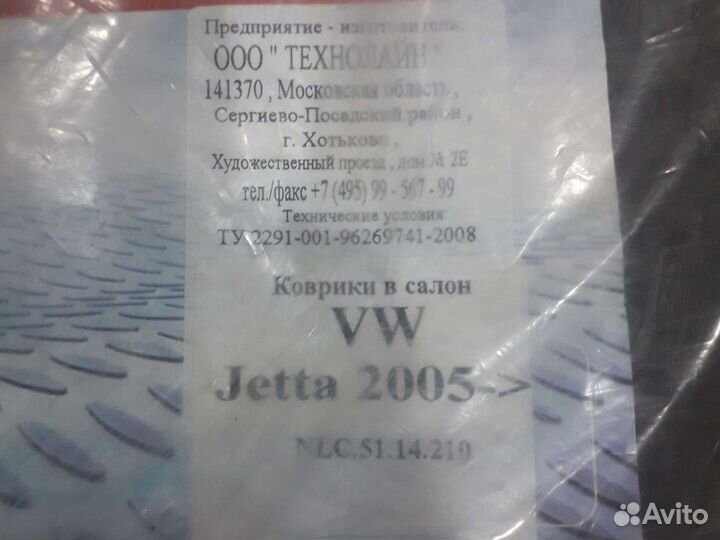 Предприятие - изготовитель:
ООО " ТЕХНОЛАЙН "
141370 , Московская область ,
Сергиево-Посадский район ,
г. Хотьково ,
Художественный проезд , дом № 2Е
тел./факс +7 (495) 99 - 567 - 99
Технические условия:
ТУ 2291-001-96269741-2008
Коврики в салон
VW
Jetta 2005->
NLC.51.14.210
Avito